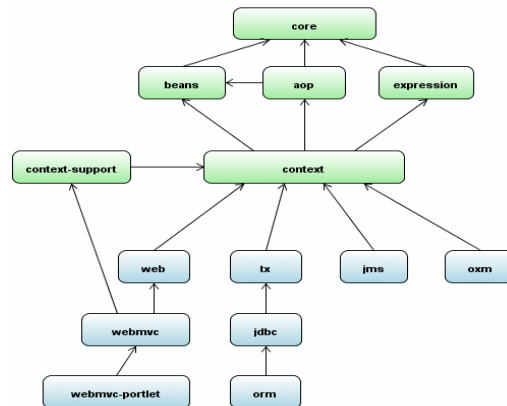 core
beans
aop
expression
context-support
context
web
tx
jms
oxm
webmvc
jdbc
webmvc-portlet
orm